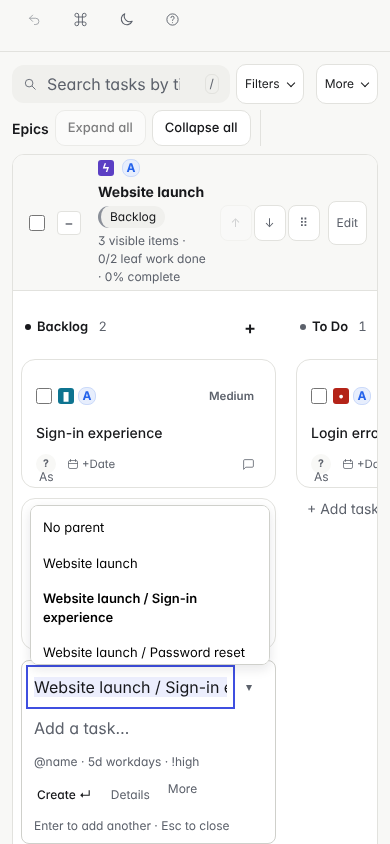 Search tasks by ti
/
Filters
More
Epics
Expand all
Collapse all
A
Website launch
Backlog
3 visible items ·
0/2 leaf work done
· 0% complete
Edit
Backlog 2
+
To Do 1
A
Medium
Sign-in experience
?
As
+Date
A
Login erro
?
As
+Da
+ Add task
No parent
Website launch
Website launch / Sign-in
experience
Website launch / Password reset
Website launch / Sign-in e
Add a task...
@name · 5d workdays · !high
Create ↵
Details
More
Enter to add another · Esc to close